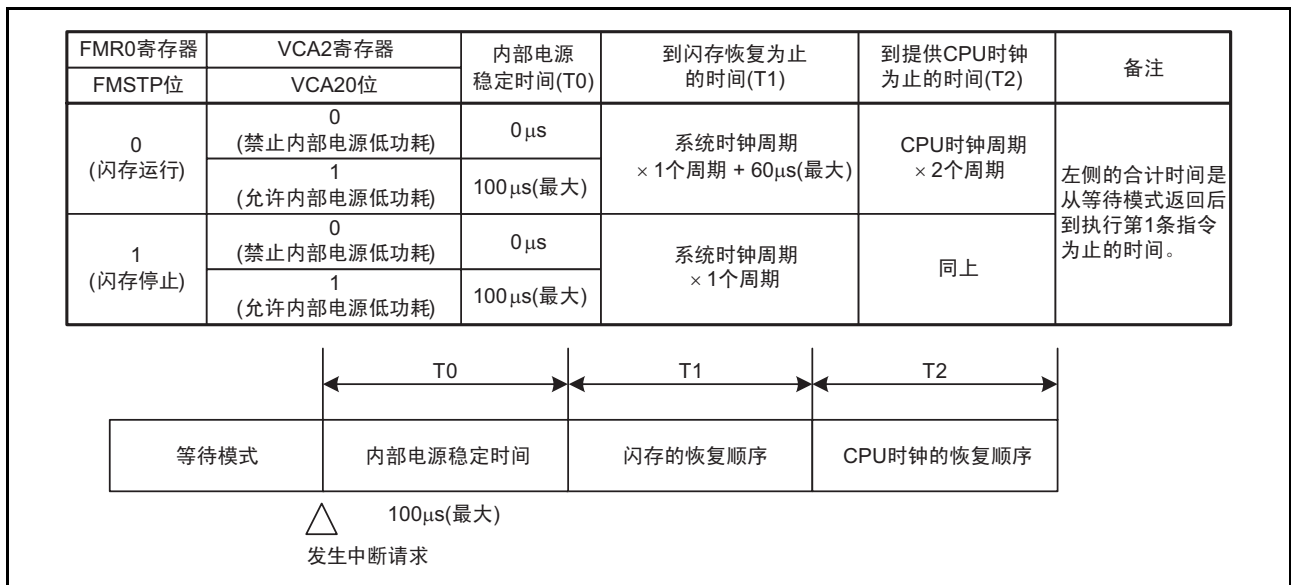 FMR0寄存器
VCA2寄存器
内部电源
稳定时间(T0)
到闪存恢复为止
的时间(T1)
到提供CPU时钟
为止的时间(T2)
备注
FMSTP位
VCA20位
0
(闪存运行)
0
(禁止内部电源低功耗)
0μs
系统时钟周期
×1个周期 + 60μs(最大)
CPU时钟周期
×2个周期
左侧的合计时间是
从等待模式返回后
到执行第1条指令
为止的时间。
1
(允许内部电源低功耗)
100μs(最大)
1
(闪存停止)
0
(禁止内部电源低功耗)
0μs
系统时钟周期
×1个周期
同上
1
(允许内部电源低功耗)
100μs(最大)
T0
T1
T2
等待模式
内部电源稳定时间
闪存的恢复顺序
CPU时钟的恢复顺序
100μs(最大)
发生中断请求